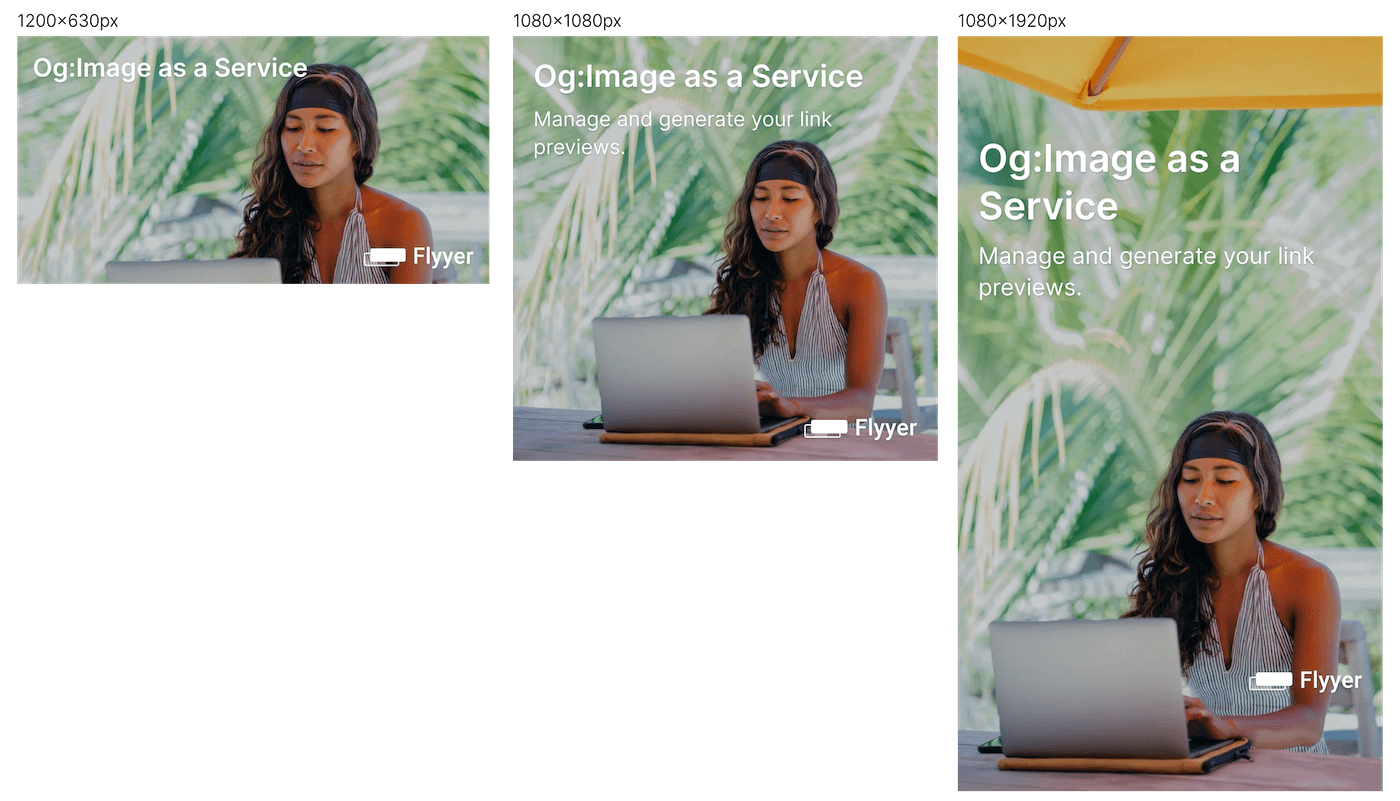 1200×630px
Og:Image as a Service
Flyyer
1080×1080px
Og:Image as a Service
Manage and generate your link
previews.
Flyyer
1080×1920px
Og:Image as a
Service
Manage and generate your link
previews.
Flyyer